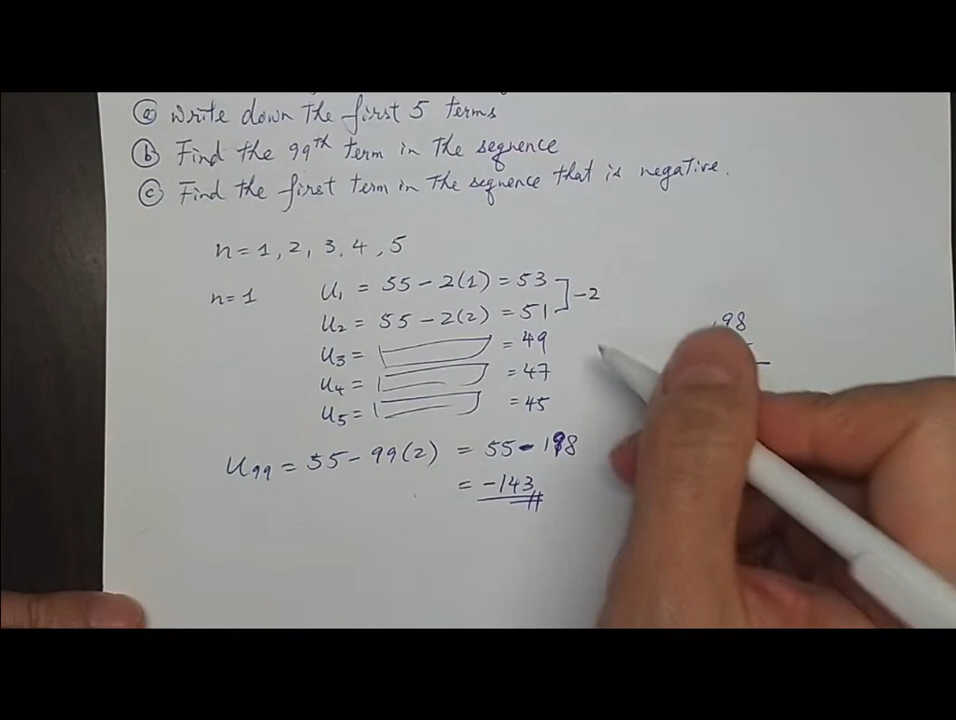 ⓐ Write down the first 5 terms
ⓑ Find the 99th term in the sequence
ⓒ Find the first term in the sequence that is negative.
n = 1, 2, 3, 4, 5
n = 1
U₁ = 55 - 2(1) = 53
-2
U₂ = 55 - 2(2) = 51
U₃ = = 49
U₄ = = 47
U₅ = = 45
U₉₉ = 55 - 99(2) = 55 - 198
= -143
98